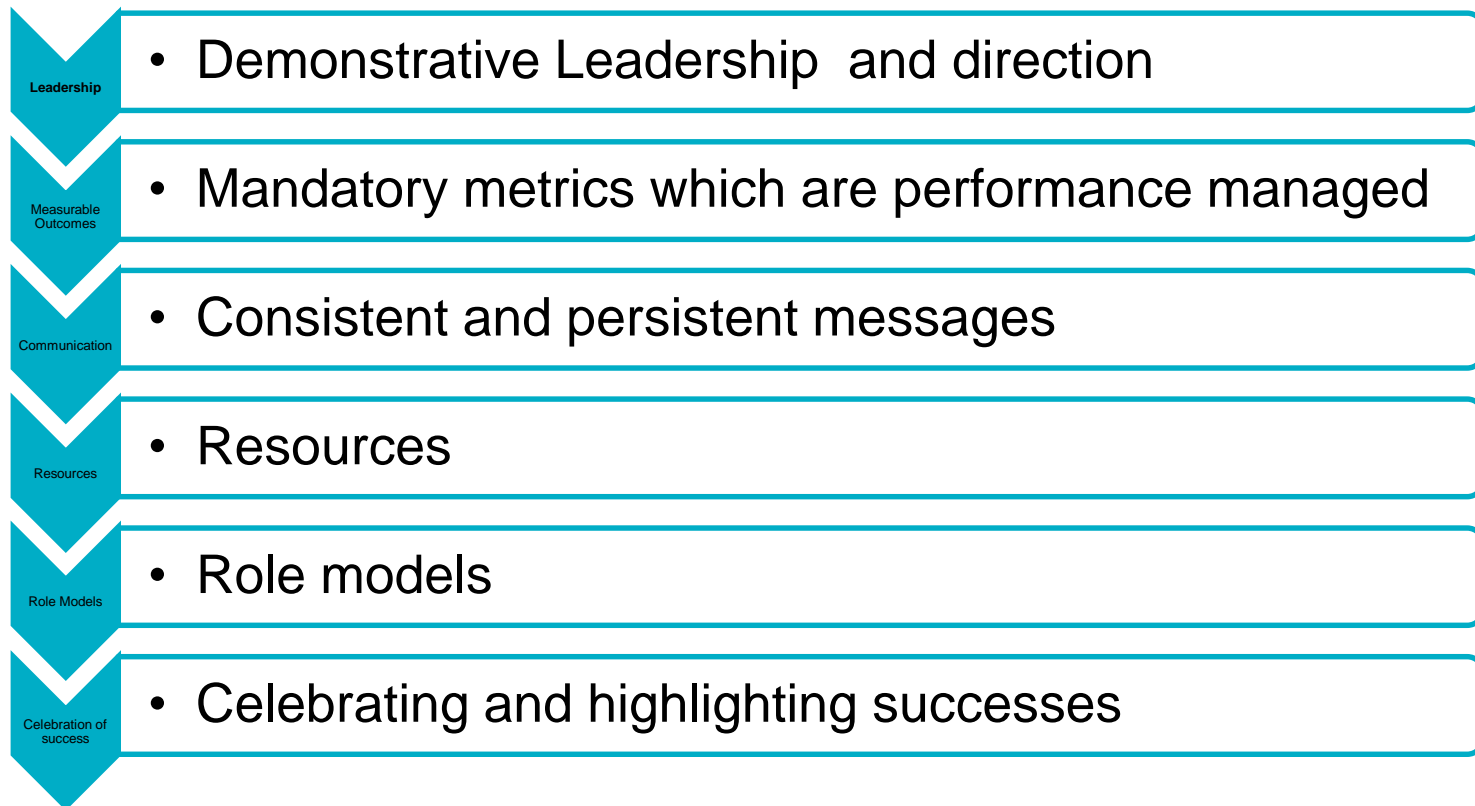 Leadership
• Demonstrative Leadership  and direction
Measurable
Outcomes
• Mandatory metrics which are performance managed
Communication
• Consistent and persistent messages
Resources
• Resources
Role Models
• Role models
Celebration of
success
• Celebrating and highlighting successes